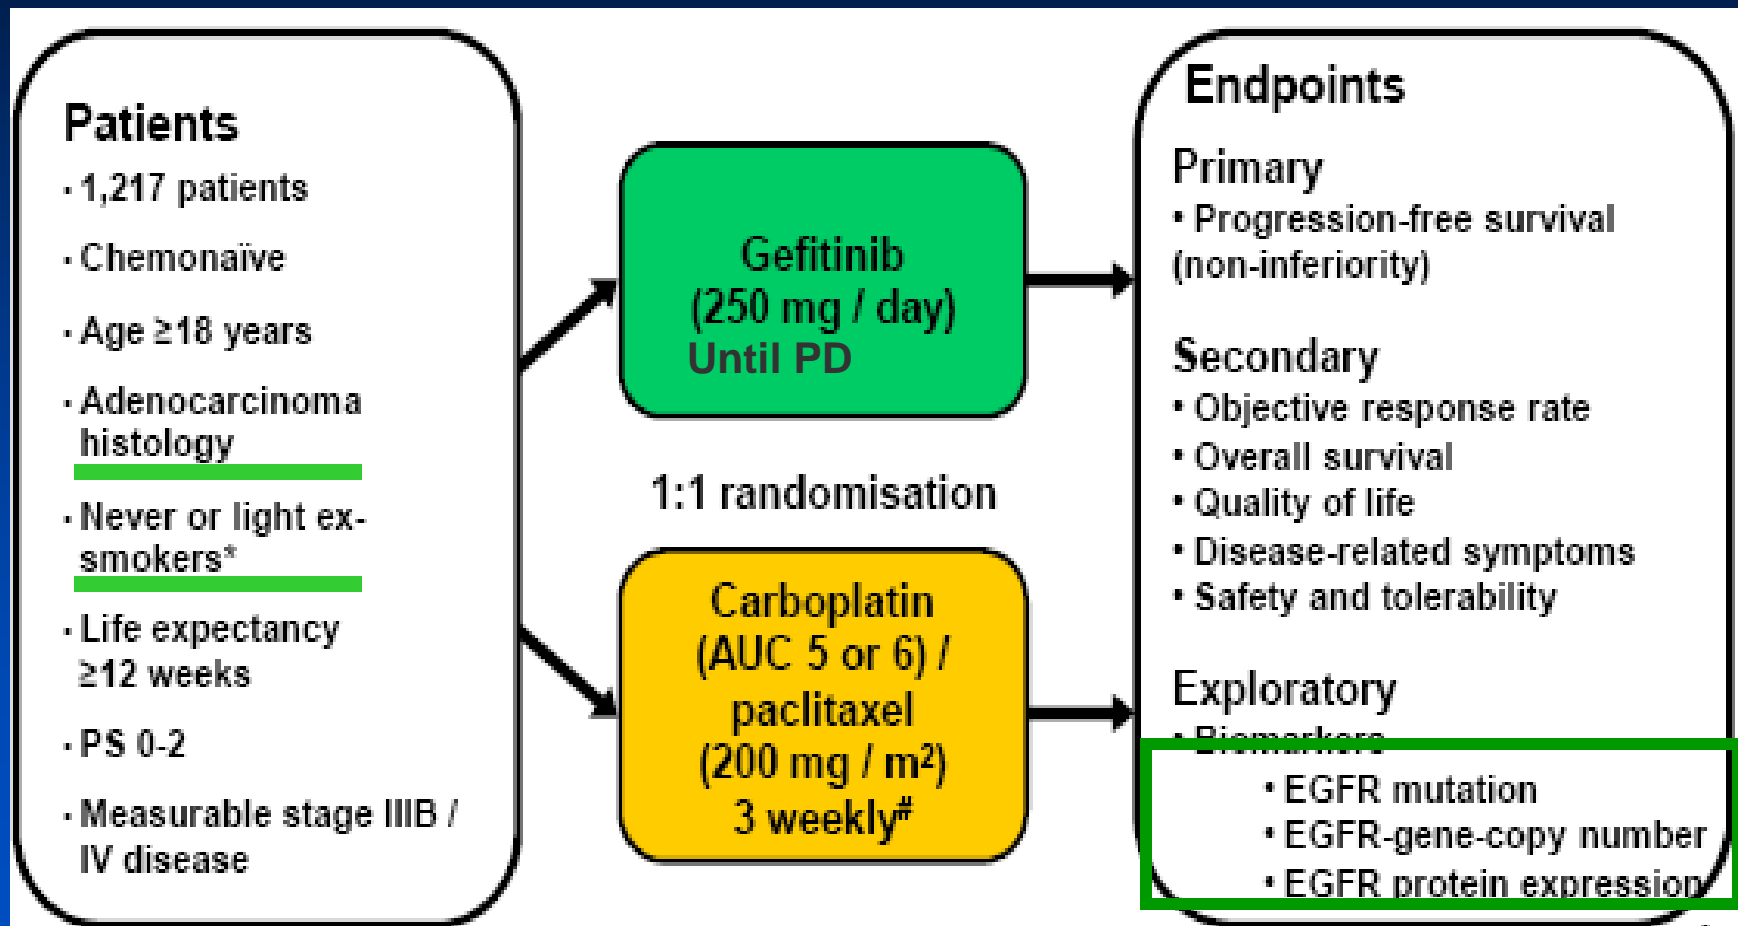 Patients
· 1,217 patients
· Chemonaïve
· Age ≥18 years
· Adenocarcinoma
histology
· Never or light ex-
smokers*
· Life expectancy
≥12 weeks
· PS 0-2
· Measurable stage IIIB /
IV disease
Gefitinib
(250 mg / day)
Until PD
1:1 randomisation
Carboplatin
(AUC 5 or 6) /
paclitaxel
(200 mg / m²)
3 weekly#
Endpoints
Primary
• Progression-free survival
(non-inferiority)
Secondary
• Objective response rate
• Overall survival
• Quality of life
• Disease-related symptoms
• Safety and tolerability
Exploratory
• Biomarkers
• EGFR mutation
• EGFR-gene-copy number
• EGFR protein expression